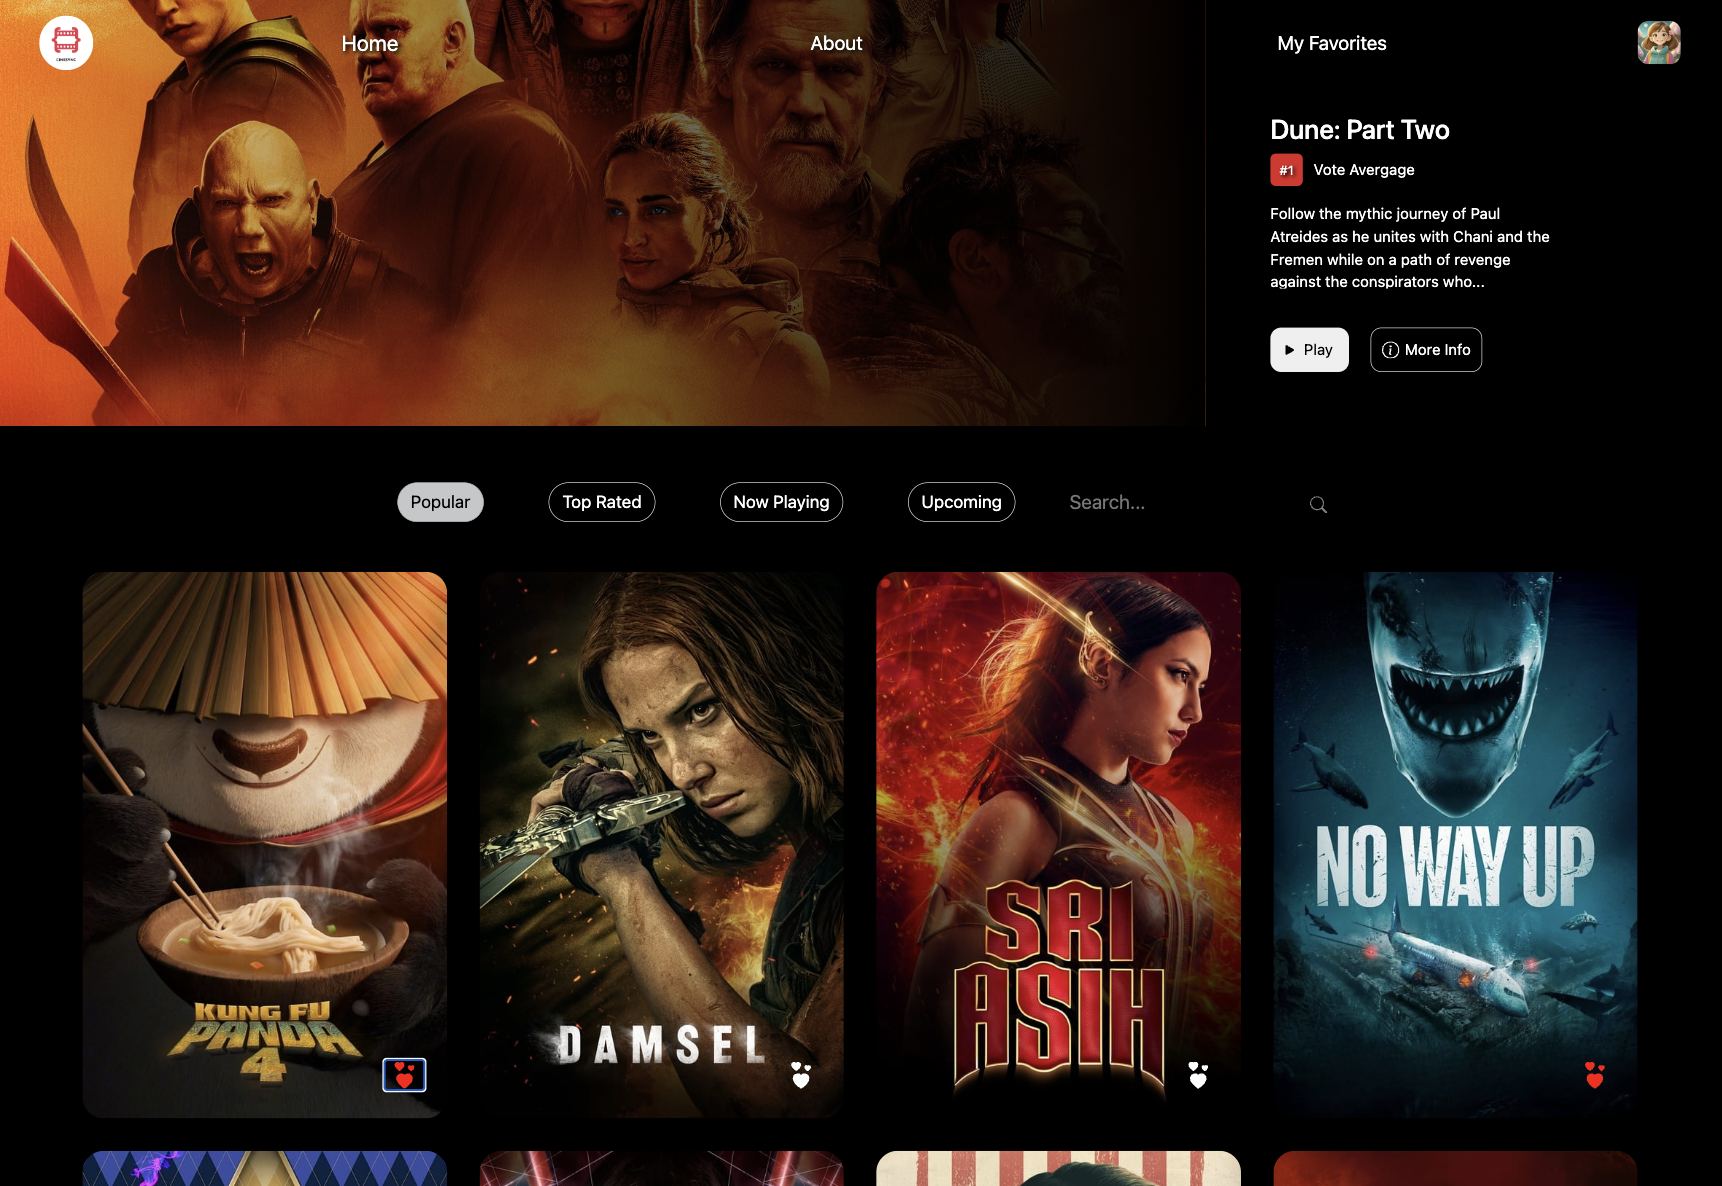 Home
About
My Favorites
Dune: Part Two
#1
Vote Avergage
Follow the mythic journey of Paul
Atreides as he unites with Chani and the
Fremen while on a path of revenge
against the conspirators who...
Play
More Info
Popular
Top Rated
Now Playing
Upcoming
Search...
KUNG FU
PANDA
4
DAMSEL
SRI
ASIH
NO WAY UP